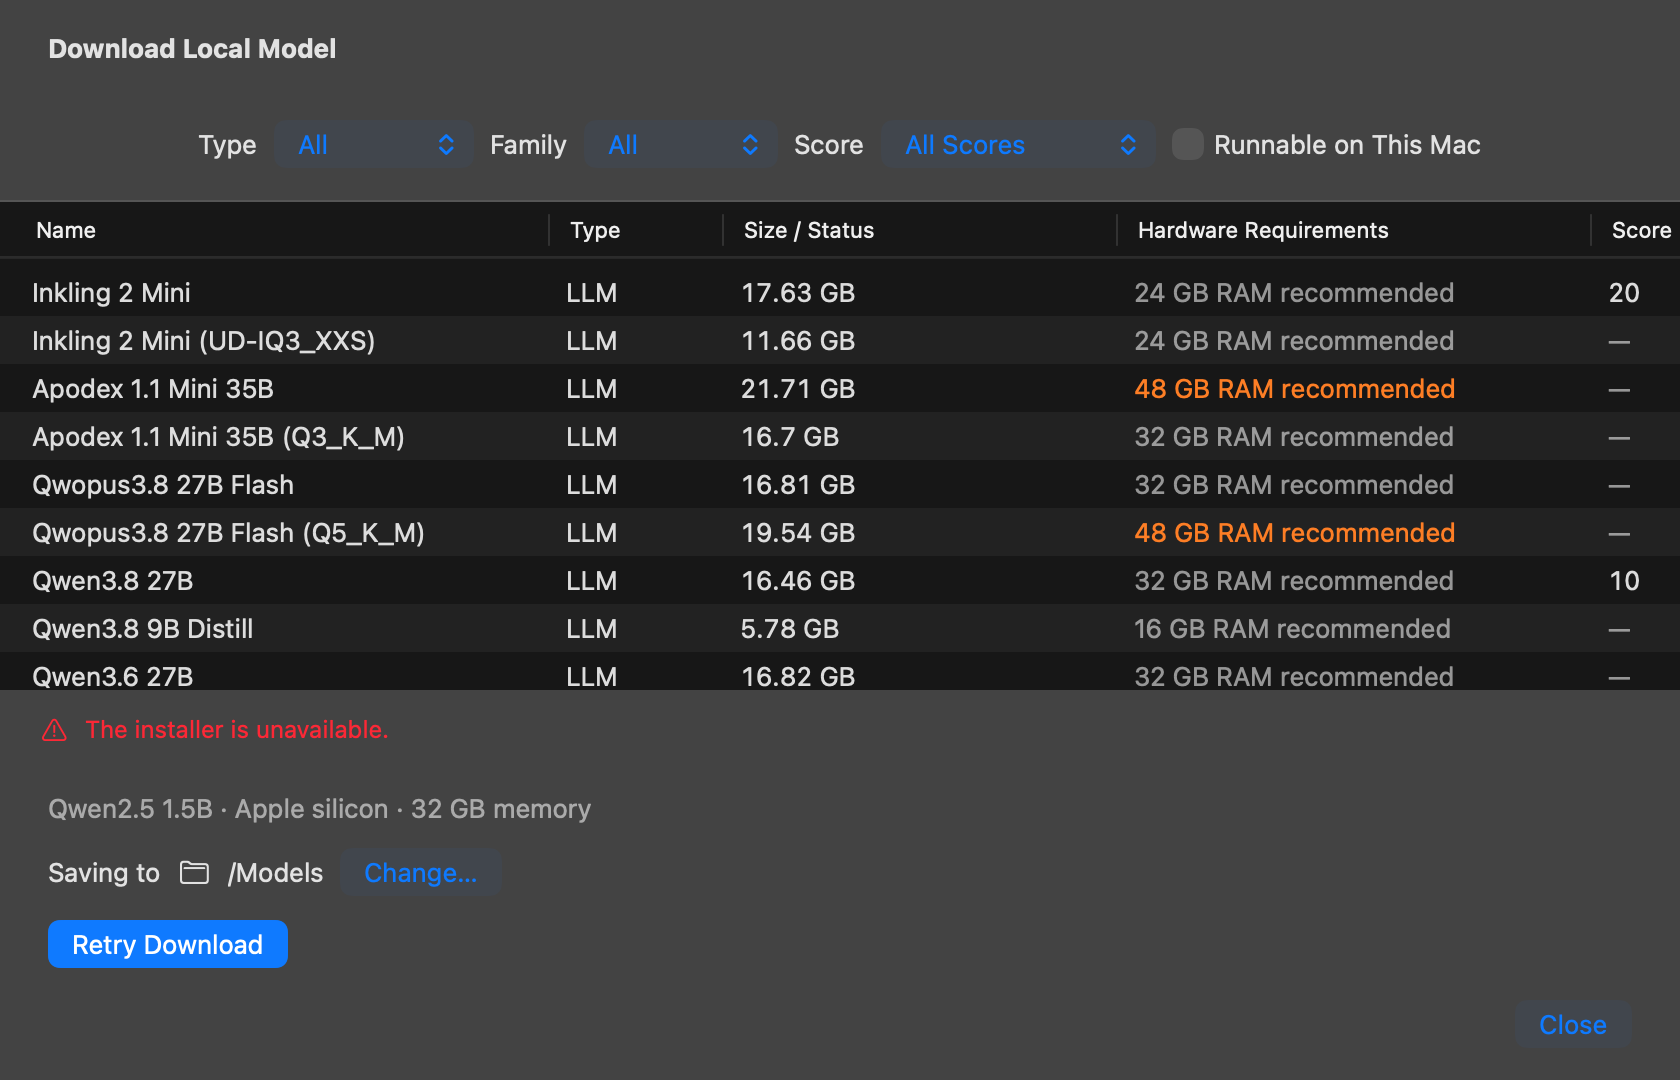 Download Local Model
Type All Family All Score All Scores Runnable on This Mac
Name Type Size / Status Hardware Requirements Score
Inkling 2 Mini LLM 17.63 GB 24 GB RAM recommended 20
Inkling 2 Mini (UD-IQ3_XXS) LLM 11.66 GB 24 GB RAM recommended —
Apodex 1.1 Mini 35B LLM 21.71 GB 48 GB RAM recommended —
Apodex 1.1 Mini 35B (Q3_K_M) LLM 16.7 GB 32 GB RAM recommended —
Qwopus3.8 27B Flash LLM 16.81 GB 32 GB RAM recommended —
Qwopus3.8 27B Flash (Q5_K_M) LLM 19.54 GB 48 GB RAM recommended —
Qwen3.8 27B LLM 16.46 GB 32 GB RAM recommended 10
Qwen3.8 9B Distill LLM 5.78 GB 16 GB RAM recommended —
Qwen3.6 27B LLM 16.82 GB 32 GB RAM recommended —
The installer is unavailable.
Qwen2.5 1.5B · Apple silicon · 32 GB memory
Saving to /Models Change...
Retry Download
Close